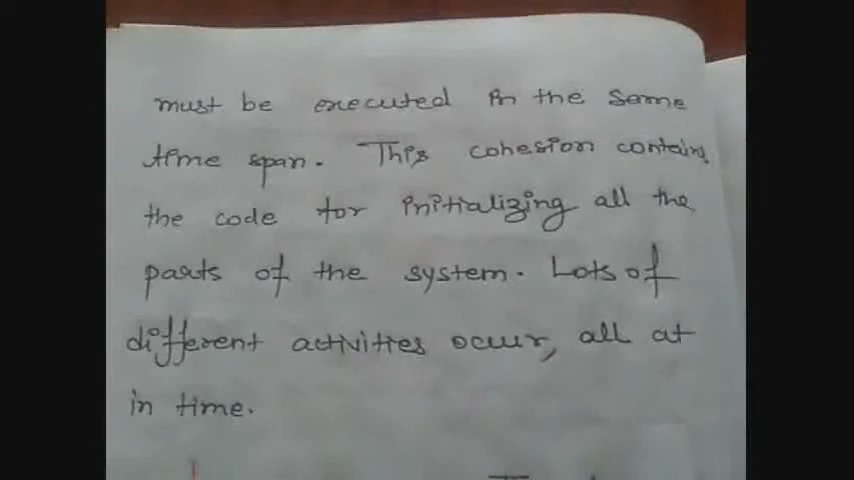 must be executed in the same
time span. This cohesion contains
the code for initializing all the
parts of the system. Lots of
different activities occur, all at
in time.